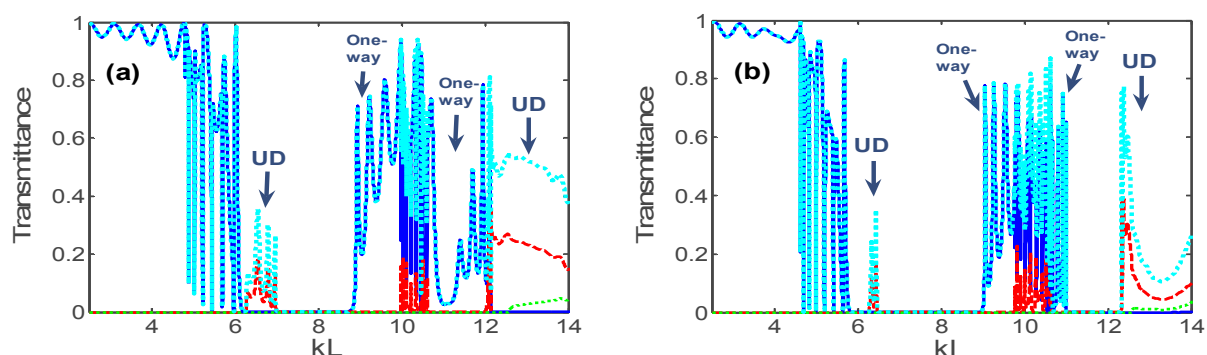 (a)
One-
way
One-
way
UD
UD
Transmittance
1
0.8
0.6
0.4
0.2
0
4
6
8
10
12
14
kL
(b)
One-
way
One-
way
UD
UD
Transmittance
1
0.8
0.6
0.4
0.2
0
4
6
8
10
12
14